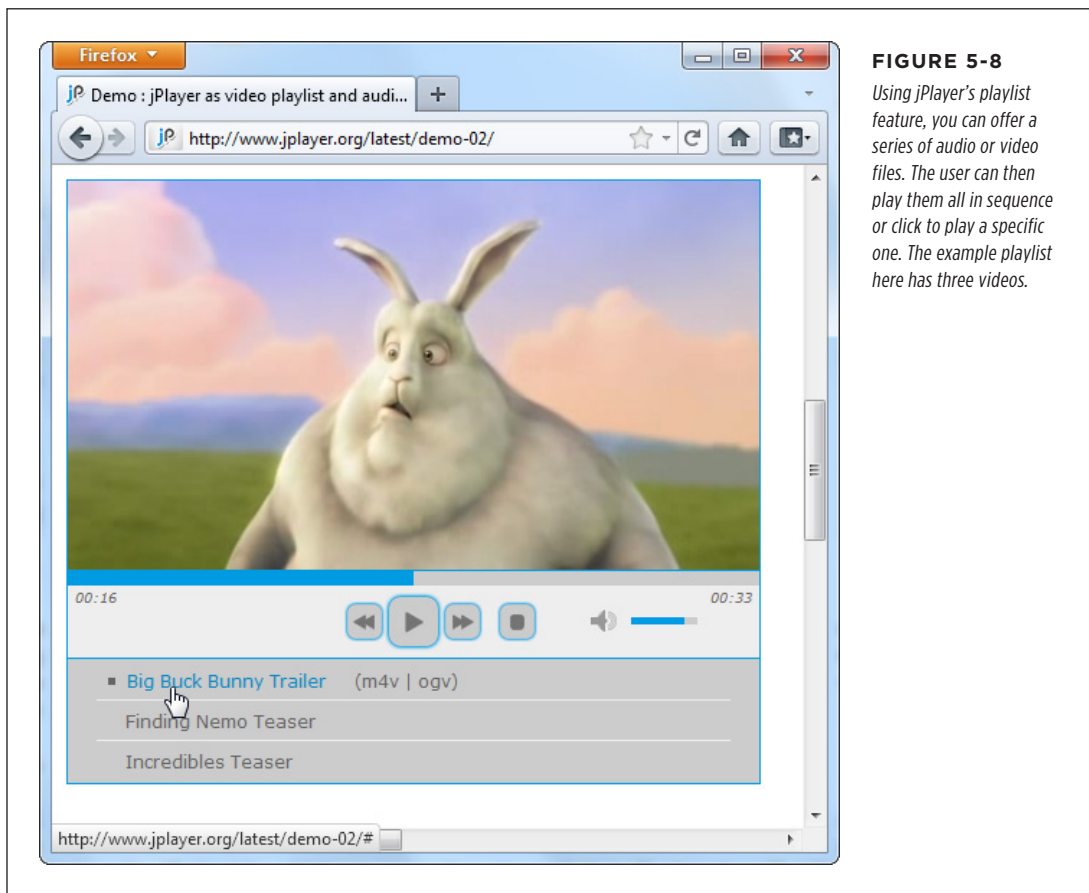 Firefox
jP Demo : jPlayer as video playlist and audi...
jP http://www.jplayer.org/latest/demo-02/
00:16
00:33
Big Buck Bunny Trailer (m4v | ogv)
Finding Nemo Teaser
Incredibles Teaser
http://www.jplayer.org/latest/demo-02/#
FIGURE 5-8
Using jPlayer's playlist
feature, you can offer a
series of audio or video
files. The user can then
play them all in sequence
or click to play a specific
one. The example playlist
here has three videos.